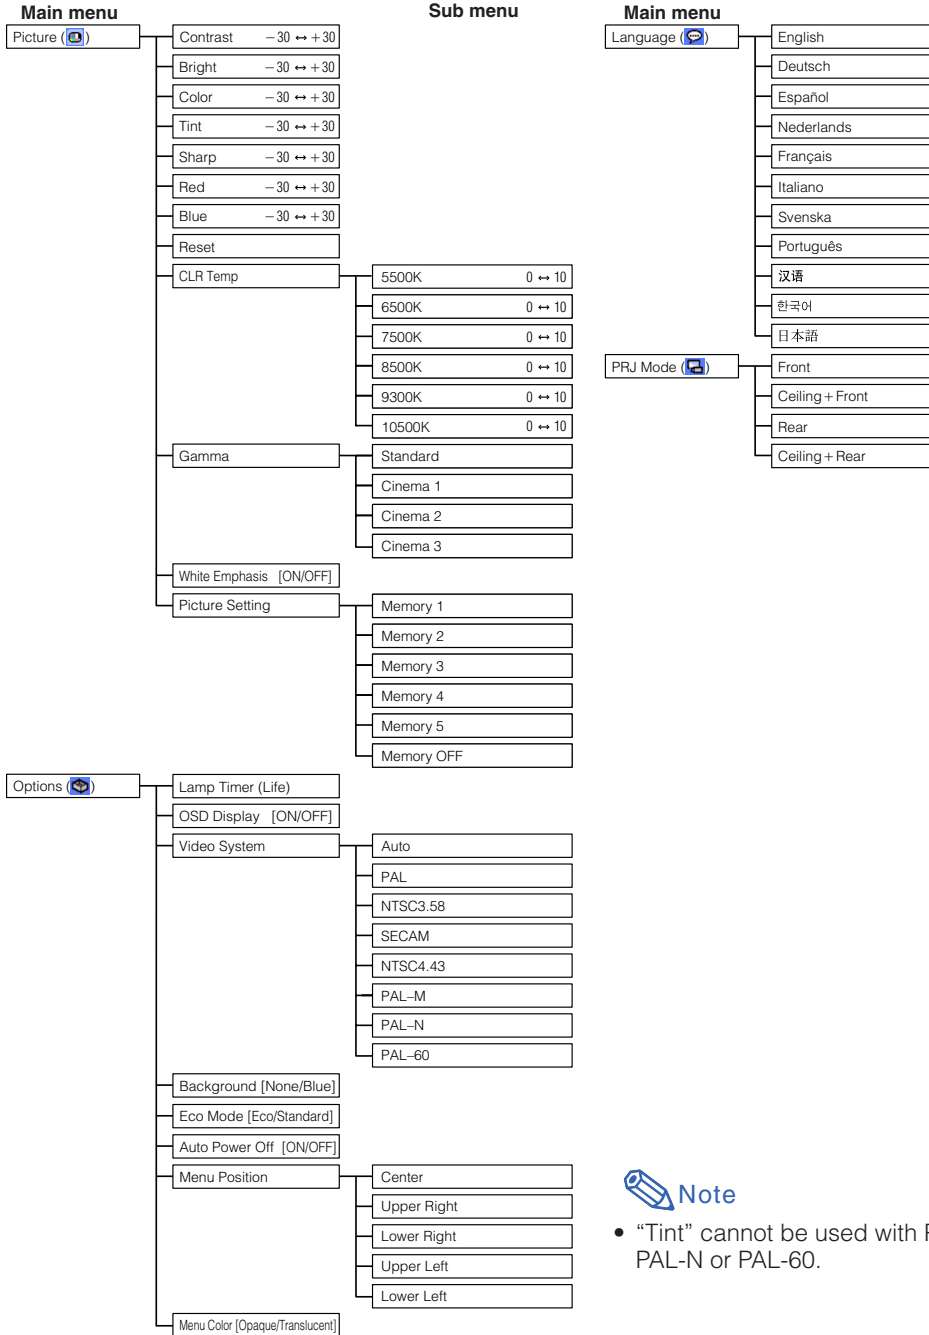 Main menu
Sub menu
Picture ( )
Contrast −30 ↔ +30
Bright −30 ↔ +30
Color −30 ↔ +30
Tint −30 ↔ +30
Sharp −30 ↔ +30
Red −30 ↔ +30
Blue −30 ↔ +30
Reset
CLR Temp
5500K 0 ↔ 10
6500K 0 ↔ 10
7500K 0 ↔ 10
8500K 0 ↔ 10
9300K 0 ↔ 10
10500K 0 ↔ 10
Gamma
Standard
Cinema 1
Cinema 2
Cinema 3
White Emphasis [ON/OFF]
Picture Setting
Memory 1
Memory 2
Memory 3
Memory 4
Memory 5
Memory OFF
Options ( )
Lamp Timer (Life)
OSD Display [ON/OFF]
Video System
Auto
PAL
NTSC3.58
SECAM
NTSC4.43
PAL–M
PAL–N
PAL–60
Background [None/Blue]
Eco Mode [Eco/Standard]
Auto Power Off [ON/OFF]
Menu Position
Center
Upper Right
Lower Right
Upper Left
Lower Left
Menu Color [Opaque/Translucent]
Main menu
Language ( )
English
Deutsch
Español
Nederlands
Français
Italiano
Svenska
Português
汉语
한국어
日本語
PRJ Mode ( )
Front
Ceiling+Front
Rear
Ceiling+Rear
Note
• “Tint” cannot be used with
PAL-N or PAL-60.